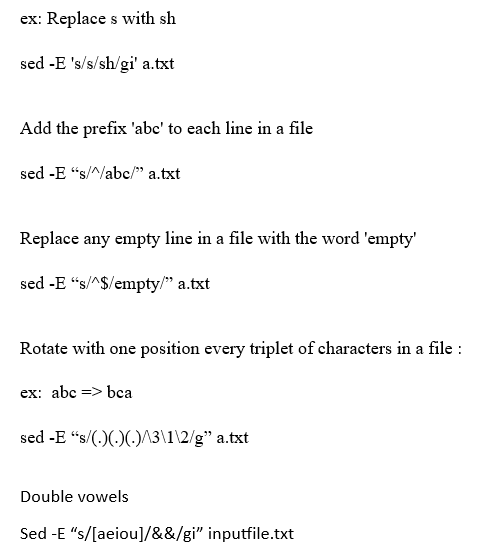 ex: Replace s with sh
sed -E 's/s/sh/gi' a.txt
Add the prefix 'abc' to each line in a file
sed -E “s/^/abc/” a.txt
Replace any empty line in a file with the word 'empty'
sed -E “s/^$/empty/” a.txt
Rotate with one position every triplet of characters in a file :
ex:  abc => bca
sed -E “s/(.)(.)(.)/\3\1\2/g” a.txt
Double vowels
Sed -E “s/[aeiou]/&&/gi” inputfile.txt